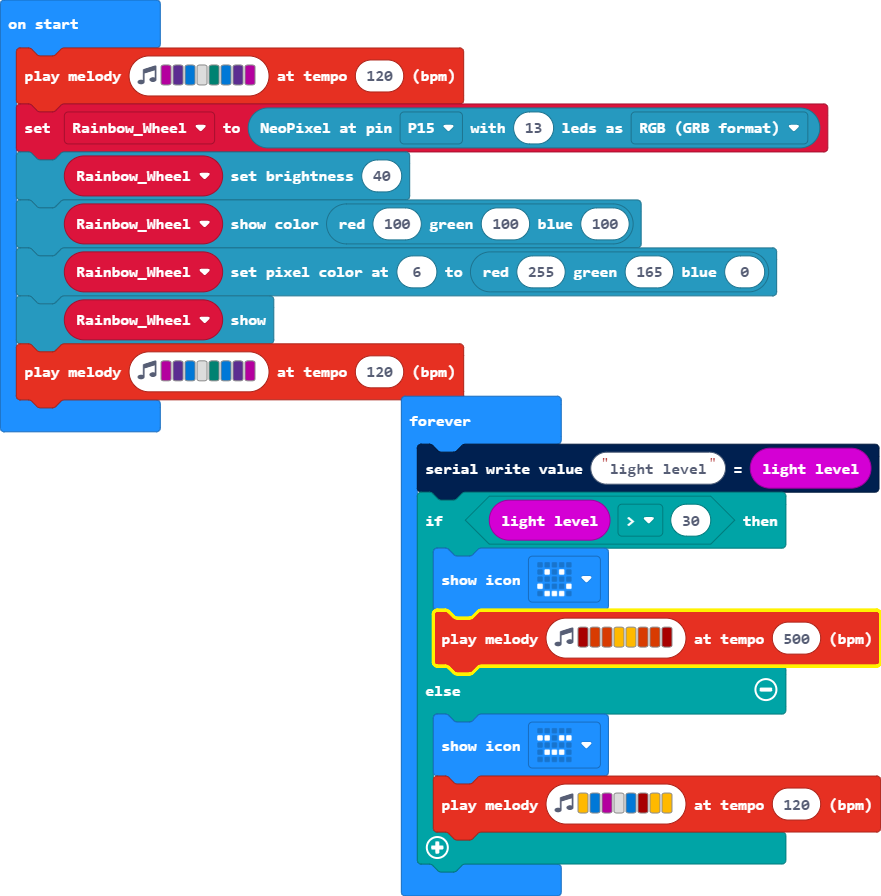 on start
play melody at tempo 120 (bpm)
set Rainbow_Wheel to NeoPixel at pin P15 with 13 leds as RGB (GRB format)
Rainbow_Wheel set brightness 40
Rainbow_Wheel show color red 100 green 100 blue 100
Rainbow_Wheel set pixel color at 6 to red 255 green 165 blue 0
Rainbow_Wheel show
play melody at tempo 120 (bpm)
forever
serial write value "light level" = light level
if light level > 30 then
show icon
play melody at tempo 500 (bpm)
else
show icon
play melody at tempo 120 (bpm)